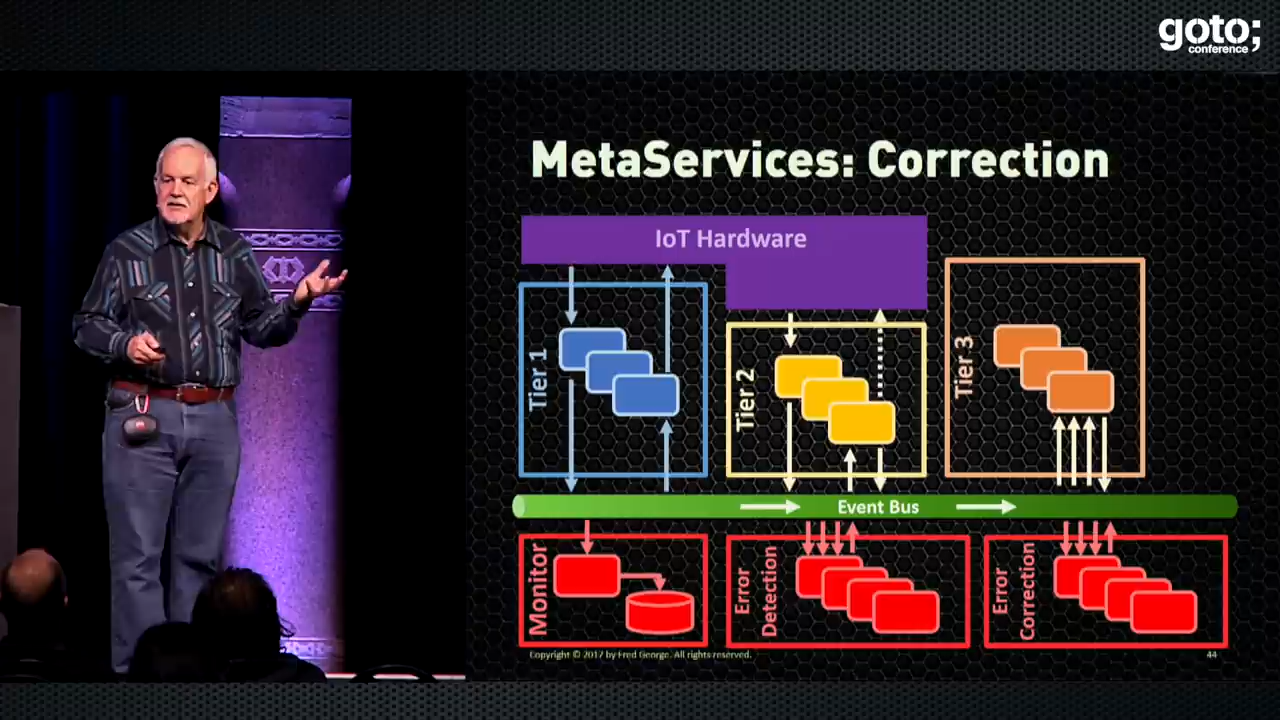 goto;
conference
MetaServices: Correction
IoT Hardware
Tier 1
Tier 2
Tier 3
Event Bus
Monitor
Error
Detection
Error
Correction
Copyright © 2017 by Fred George. All rights reserved.
44